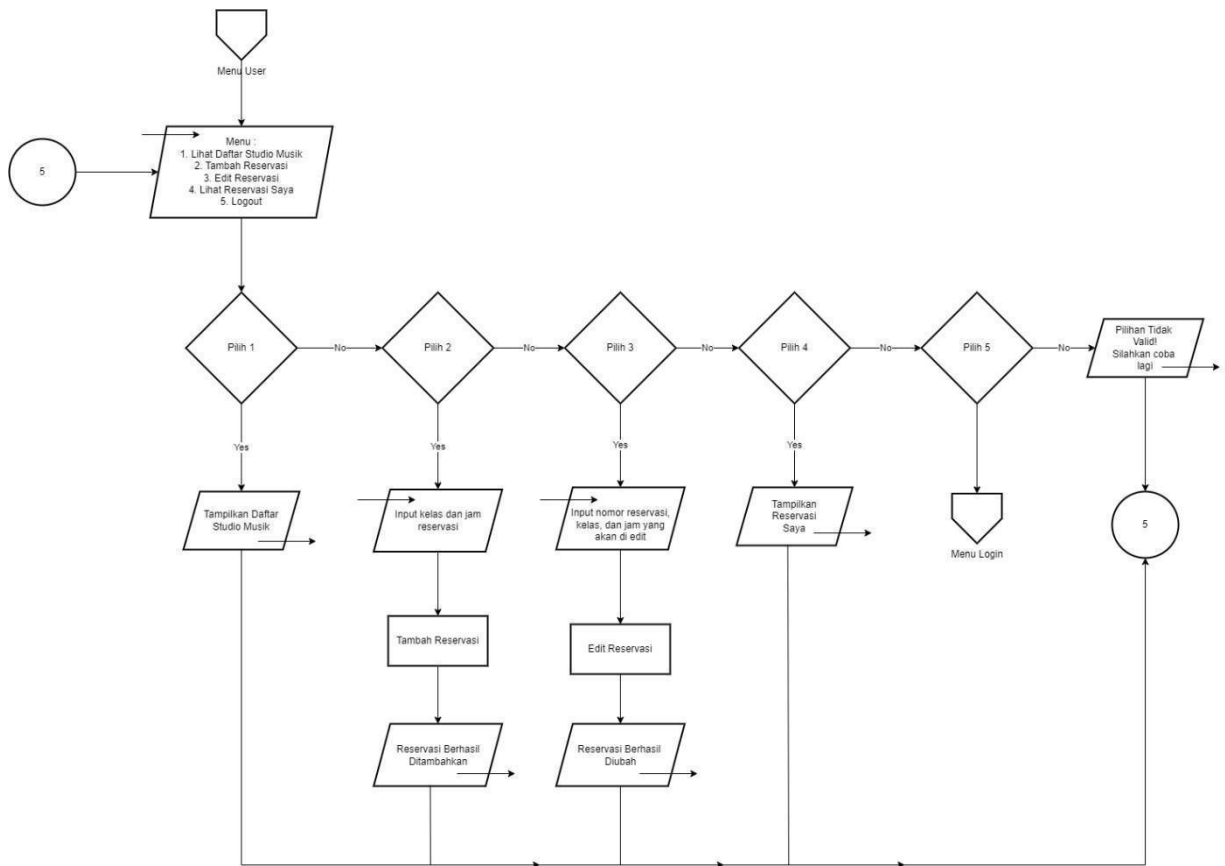 Menu User
Menu :
1. Lihat Daftar Studio Musik
2. Tambah Reservasi
3. Edit Reservasi
4. Lihat Reservasi Saya
5. Logout
5
Pilih 1
No
Pilih 2
No
Pilih 3
No
Pilih 4
No
Pilih 5
No
Pilihan Tidak
Valid!
Silahkan coba
lagi
Yes
Yes
Yes
Yes
Tampilkan Daftar
Studio Musik
Input kelas dan jam
reservasi
Input nomor reservasi,
kelas, dan jam yang
akan di edit
Tampilkan
Reservasi
Saya
Menu Login
5
Tambah Reservasi
Edit Reservasi
Reservasi Berhasil
Ditambahkan
Reservasi Berhasil
Diubah